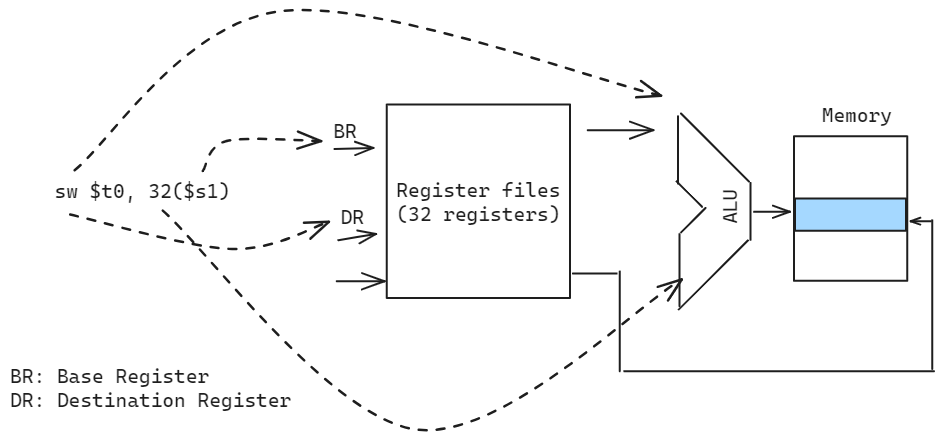 Memory
BR
sw $t0, 32($s1)
Register files
(32 registers)
ALU
DR
BR: Base Register
DR: Destination Register